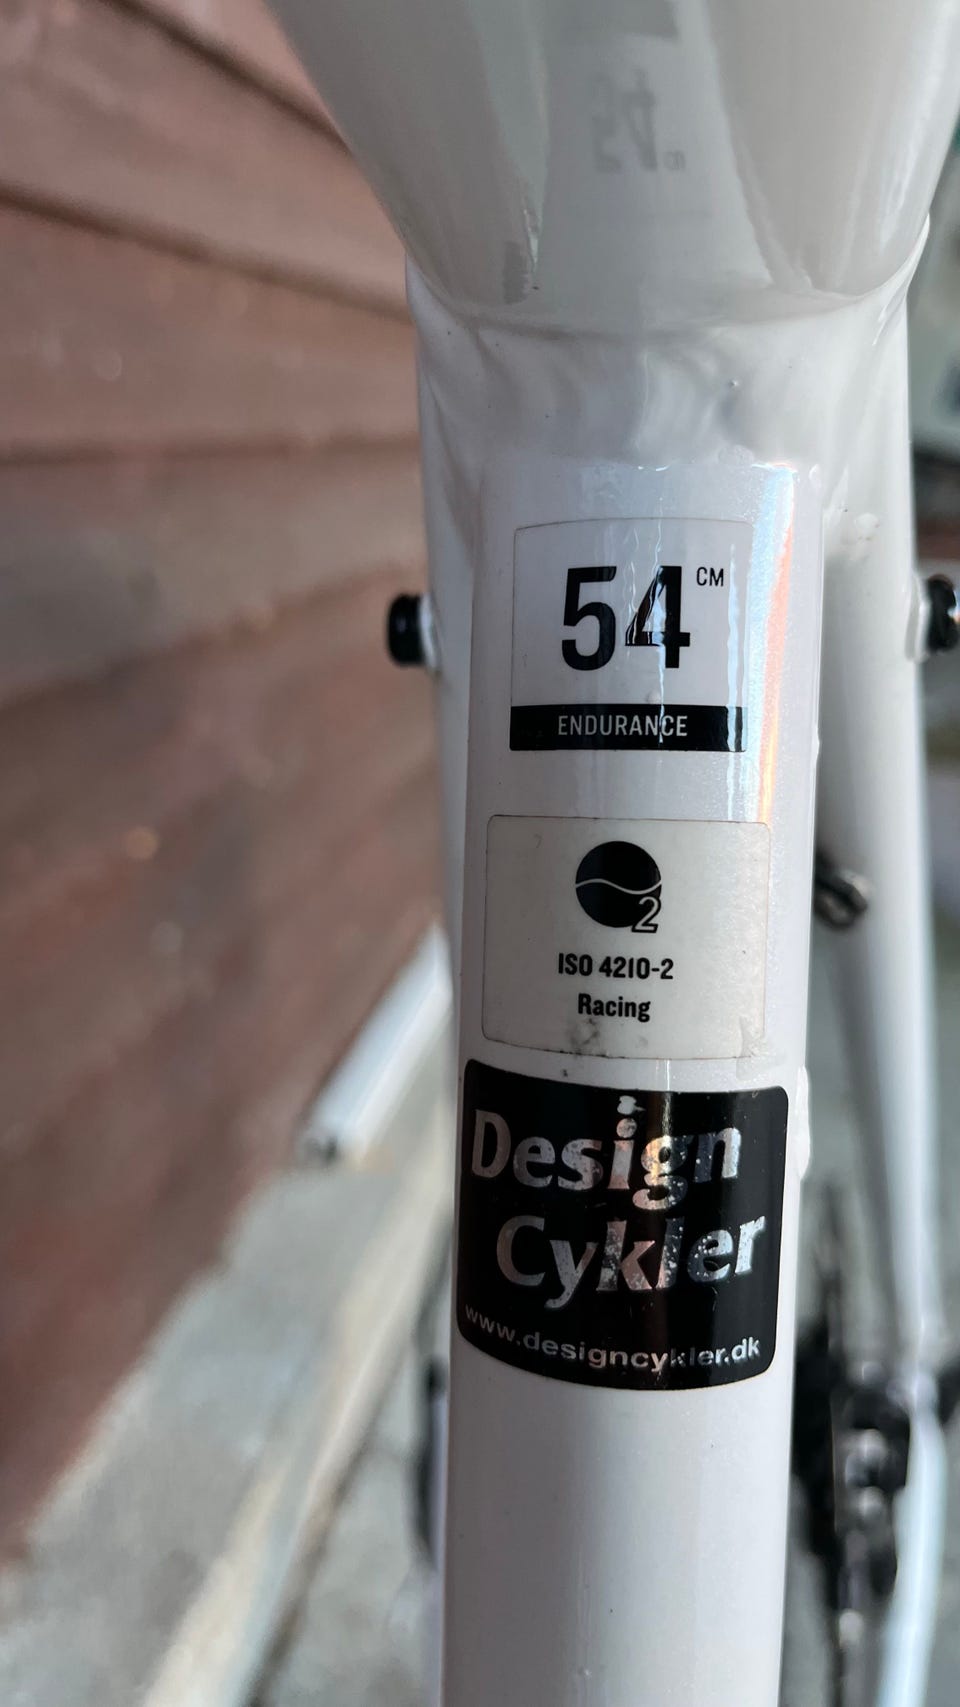 54 CM
ENDURANCE
2
ISO 4210-2
Racing
Design
Cykler
www.designcykler.dk